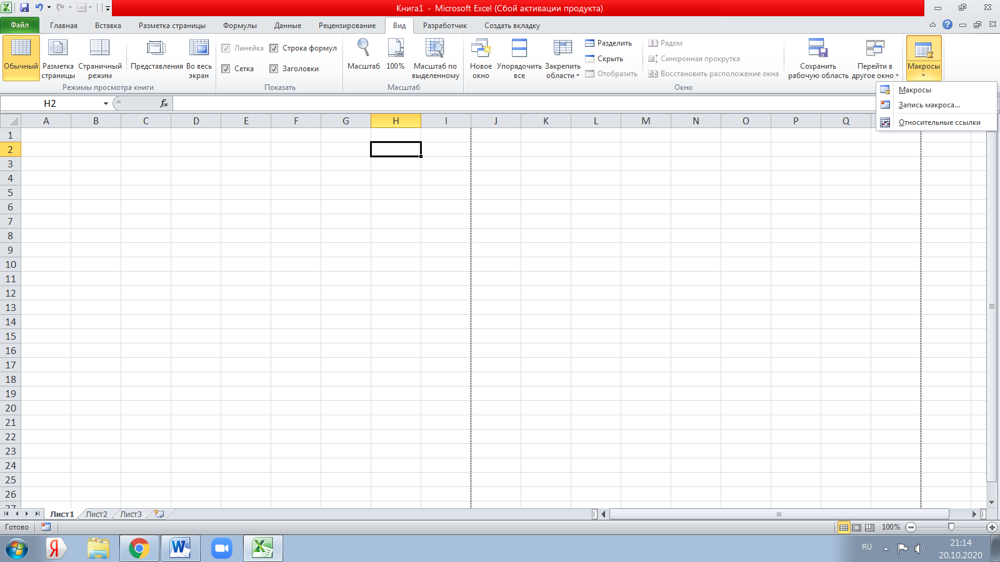 Книга1 - Microsoft Excel (Сбой активации продукта)
Файл Главная Вставка Разметка страницы Формулы Данные Рецензирование Вид Разработчик Создать вкладку
Обычный
Разметка страницы
Страничный режим
Представления
Во весь экран
Режимы просмотра книги
Линейка
Строка формул
Сетка
Заголовки
Показать
Масштаб
100%
Масштаб по выделенному
Масштаб
Новое окно
Упорядочить все
Закрепить области
Разделить
Скрыть
Отобразить
Рядом
Синхронная прокрутка
Восстановить расположение окна
Окно
Сохранить рабочую область
Перейти в другое окно
Макросы
Макросы
Запись макроса...
Относительные ссылки
H2 fx
A B C D E F G H I J K L M N O P Q
1
2
3
4
5
6
7
8
9
10
11
12
13
14
15
16
17
18
19
20
21
22
23
24
25
26
27
Лист1 Лист2 Лист3
Готово 100%
RU 21:14
20.10.2020